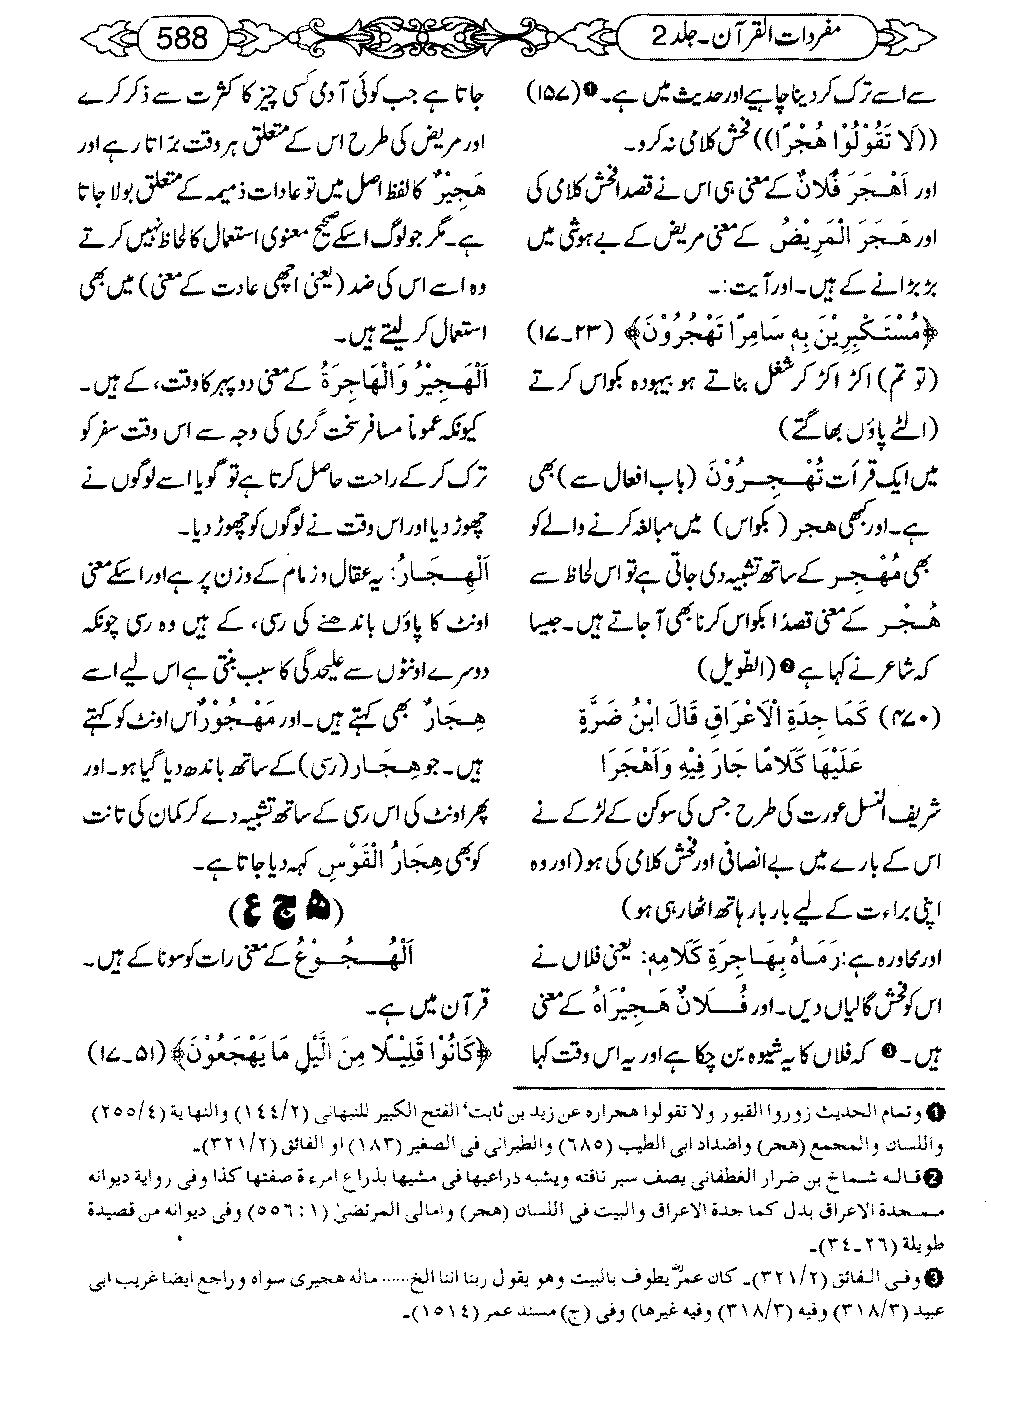 مفردات القرآن۔ جلد 2
588
سے اسے ترک کر دینا چاہیے اور حدیث میں ہے۔ ❶ (۱۵۷)
((لَا تَقُوْلُوْا هُجْرًا)) فحش کلامی نہ کرو۔
اور اَهْجَرَ فُلَانٌ کے معنی ہی اس نے قصداً فحش کلامی کی
اور هَجَرَ الْمَرِيْضُ کے معنی مریض کے بے ہوشی میں
بڑبڑانے کے ہیں۔ اور آیت:۔
﴿مُسْتَكْبِرِيْنَ بِهٖ سَامِرًا تَهْجُرُوْنَ﴾ (۲۳۔۱۷)
(تو تم) اکڑ اکڑ کر شغل بناتے ہو بیہودہ بکواس کرتے
(الٹے پاؤں بھاگتے)
میں ایک قرأت تُهْجِرُوْنَ (باب افعال سے) بھی
ہے۔ اور کبھی هجر (بکواس) میں مبالغہ کرنے والے کو
بھی مُهْجِر کے ساتھ تشبیہ دی جاتی ہے تو اس لحاظ سے
هُجْر کے معنی قصدًا بکواس کرنا بھی آ جاتے ہیں۔ جیسا
کہ شاعر نے کہا ہے ❷ (الطّویل)
(۴۷۰) كَمَا جِدَةِ الْاَعْرَاقِ قَالَ ابْنُ ضَرَّةٍ
عَلَيْهَا كَلَامًا جَارَ فِيْهِ وَاَهْجَرَا
شریف النسل عورت کی طرح جس کی سوکن کے لڑکے نے
اس کے بارے میں بے انصافی اور فحش کلامی کی ہو (اور وہ
اپنی براءت کے لیے بار بار ہاتھ اٹھا رہی ہو)
اور محاورہ ہے: رَمَاهُ بِهَاجِرَةِ كَلَامِهٖ: یعنی فلاں نے
اس کو فحش گالیاں دیں۔ اور فُلَانٌ هَجِيْرَاهُ کے معنی
ہیں۔ ❸ کہ فلاں کا یہ شیوہ بن چکا ہے اور یہ اس وقت کہا
جاتا ہے جب کوئی آدمی کسی چیز کا کثرت سے ذکر کرے
اور مریض کی طرح اس کے متعلق ہر وقت بڑاتا رہے اور
هَجِيْرٌ کا لفظ اصل میں تو عادات ذمیمہ کے متعلق بولا جاتا
ہے۔ مگر جو لوگ اسکے صحیح معنوی استعمال کا لحاظ نہیں کرتے
وہ اسے اس کی ضد (یعنی اچھی عادت کے معنی) میں بھی
استعمال کر لیتے ہیں۔
اَلْهَجِيْرُ وَالْهَاجِرَةُ کے معنی دوپہر کا وقت، کے ہیں۔
کیونکہ عموماً مسافر سخت گرمی کی وجہ سے اس وقت سفر کو
ترک کر کے راحت حاصل کرتا ہے تو گویا اسے لوگوں نے
چھوڑ دیا اور اس وقت نے لوگوں کو چھوڑ دیا۔
اَلْهِجَارُ: یہ عقال و زمام کے وزن پر ہے اور اسکے معنی
اونٹ کا پاؤں باندھنے کی رسی، کے ہیں وہ رسی چونکہ
دوسرے اونٹوں سے علیحدگی کا سبب بنتی ہے اس لیے اسے
هِجَارٌ بھی کہتے ہیں۔ اور مَهْجُوْرٌ اس اونٹ کو کہتے
ہیں۔ جو هِجَار (رسی) کے ساتھ باندھ دیا گیا ہو۔ اور
پھر اونٹ کی اس رسی کے ساتھ تشبیہ دے کر کمان کی تانت
کو بھی هِجَارُ الْقَوْسِ کہہ دیا جاتا ہے۔
(ه ج ع)
اَلْهُجُوْعُ کے معنی رات کو سونا کے ہیں۔
قرآن میں ہے۔
﴿كَانُوْا قَلِيْلًا مِنَ الَّيْلِ مَا يَهْجَعُوْنَ﴾ (۵۱۔۱۷)
❶ وتمام الحديث زوروا القبور ولا تقولوا هجراره عن زيد بن ثابت' الفتح الكبير للنبهانى (۱٤٤/۲) والنهاية (۲٥٥/٤)
واللسان والمجمع (هجر) واضداد ابى الطيب (٦۸٥) والطبرانى فى الصغير (۱۸۳) او الفائق (۳۲۱/۲)۔
❷ قاله شماخ بن ضرار الغطفانى يصف سير ناقته ويشبه ذراعيها فى مشيها بذراع امرءة صفتها كذا وفى رواية ديوانه
ممجدة الاعراق بدل كما جدة الاعراق والبيت فى اللسان (هجر) وامالى المرتضىٰ (۱ : ٥٥٦) وفى ديوانه من قصيدة
طويلة (۲٦۔۳٤)۔
❸ وفى الفائق (۳۲۱/۲)۔ كان عمرؓ يطوف بالبيت وهو يقول ربنا اتنا الخ...... ماله هجيرى سواه وراجع ايضا غريب ابى
عبيد (۳۱۸/۳) وفيه (۳۱۸/۳) وفيه غيرها) وفى (ج) مسند عمر (۱٥۱٤)۔